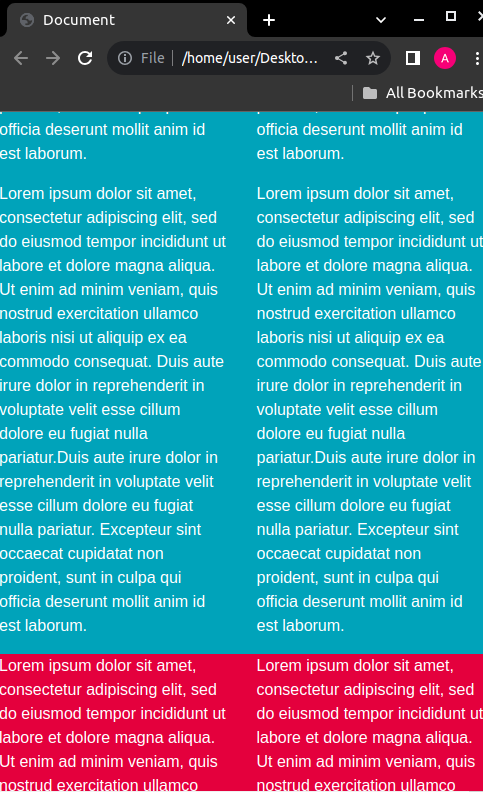 Document
File
/home/user/Deskto...
A
All Bookmarks
officia deserunt mollit anim id
est laborum.
Lorem ipsum dolor sit amet,
consectetur adipiscing elit, sed
do eiusmod tempor incididunt ut
labore et dolore magna aliqua.
Ut enim ad minim veniam, quis
nostrud exercitation ullamco
laboris nisi ut aliquip ex ea
commodo consequat. Duis aute
irure dolor in reprehenderit in
voluptate velit esse cillum
dolore eu fugiat nulla
pariatur.Duis aute irure dolor in
reprehenderit in voluptate velit
esse cillum dolore eu fugiat
nulla pariatur. Excepteur sint
occaecat cupidatat non
proident, sunt in culpa qui
officia deserunt mollit anim id
est laborum.
Lorem ipsum dolor sit amet,
consectetur adipiscing elit, sed
do eiusmod tempor incididunt ut
labore et dolore magna aliqua.
Ut enim ad minim veniam, quis
nostrud exercitation ullamco
officia deserunt mollit anim id
est laborum.
Lorem ipsum dolor sit amet,
consectetur adipiscing elit, sed
do eiusmod tempor incididunt ut
labore et dolore magna aliqua.
Ut enim ad minim veniam, quis
nostrud exercitation ullamco
laboris nisi ut aliquip ex ea
commodo consequat. Duis aute
irure dolor in reprehenderit in
voluptate velit esse cillum
dolore eu fugiat nulla
pariatur.Duis aute irure dolor in
reprehenderit in voluptate velit
esse cillum dolore eu fugiat
nulla pariatur. Excepteur sint
occaecat cupidatat non
proident, sunt in culpa qui
officia deserunt mollit anim id
est laborum.
Lorem ipsum dolor sit amet,
consectetur adipiscing elit, sed
do eiusmod tempor incididunt ut
labore et dolore magna aliqua.
Ut enim ad minim veniam, quis
nostrud exercitation ullamco